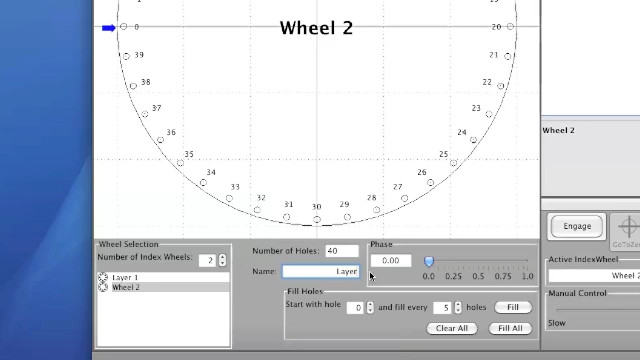 Wheel 2
0
20
39
21
38
22
37
23
36
24
35
25
34
26
33
27
32
28
31
29
30
Wheel 2
Engage
GoToZero
Active IndexWheel
Wheel 2
Manual Control
Slow
Wheel Selection
Number of Index Wheels: 2
Layer 1
Wheel 2
Number of Holes: 40
Name: Layer
Phase
0.00
0.0 0.25 0.5 0.75 1.0
Fill Holes
Start with hole 0 and fill every 5 holes Fill
Clear All Fill All